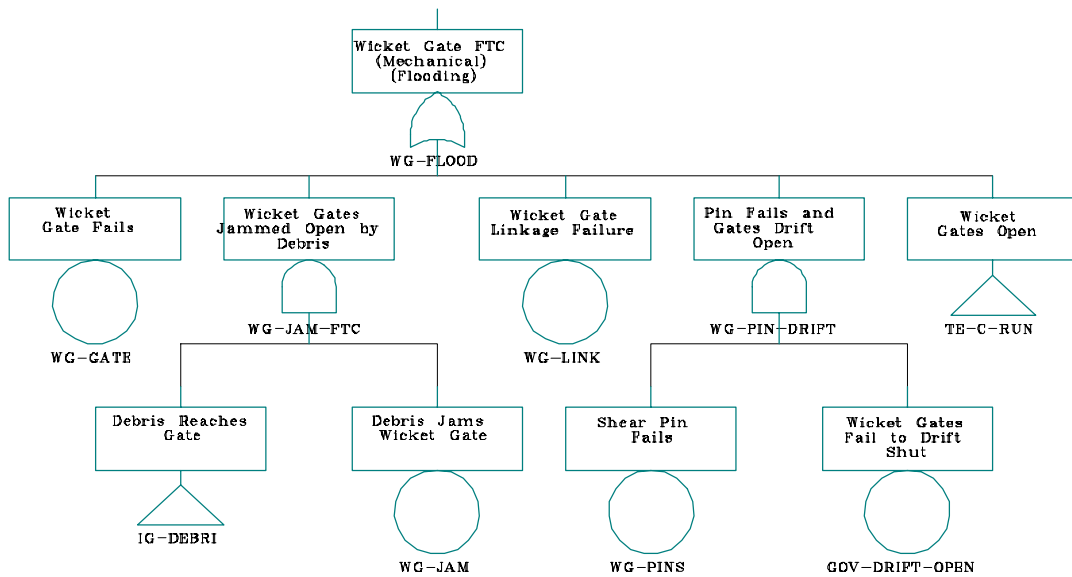 Wicket Gate FTC
(Mechanical)
(Flooding)
WG-FLOOD
Wicket
Gate Fails
WG-GATE
Wicket Gates
Jammed Open by
Debris
WG-JAM-FTC
Wicket Gate
Linkage Failure
WG-LINK
Pin Fails and
Gates Drift
Open
WG-PIN-DRIFT
Wicket
Gates Open
TE-C-RUN
Debris Reaches
Gate
IG-DEBRI
Debris Jams
Wicket Gate
WG-JAM
Shear Pin
Fails
WG-PINS
Wicket Gates
Fail to Drift
Shut
GOV-DRIFT-OPEN